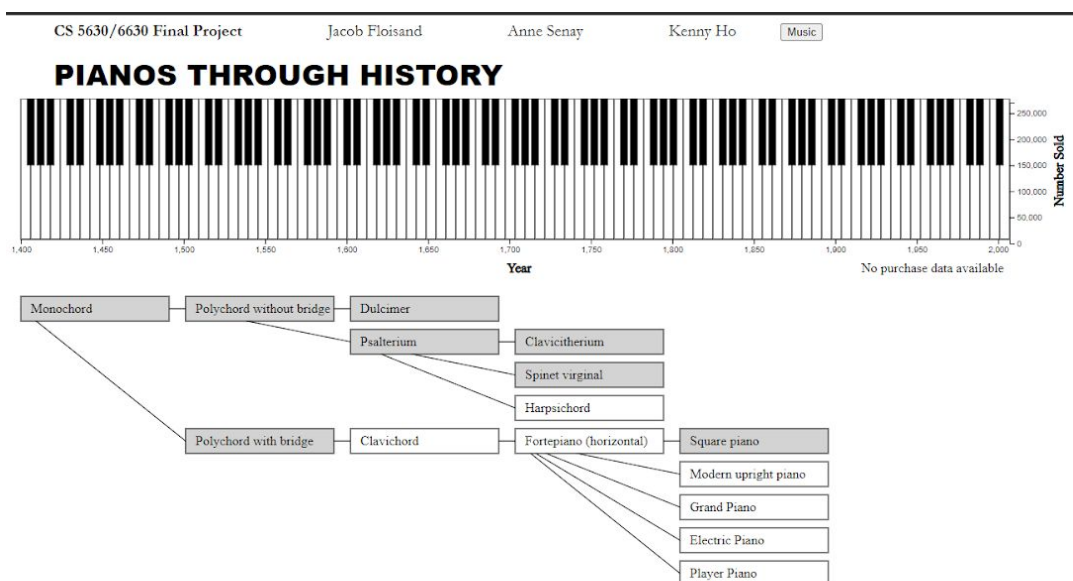 CS 5630/6630 Final Project Jacob Floisand Anne Senay Kenny Ho Music
PIANOS THROUGH HISTORY
250,000
200,000
150,000
100,000
50,000
0
Number Sold
1,400 1,450 1,500 1,550 1,600 1,650 1,700 1,750 1,800 1,850 1,900 1,950 2,000
Year
No purchase data available
Monochord Polychord without bridge Dulcimer
Psalterium Clavicitherium
Spinet virginal
Harpsichord
Polychord with bridge Clavichord Fortepiano (horizontal) Square piano
Modern upright piano
Grand Piano
Electric Piano
Player Piano